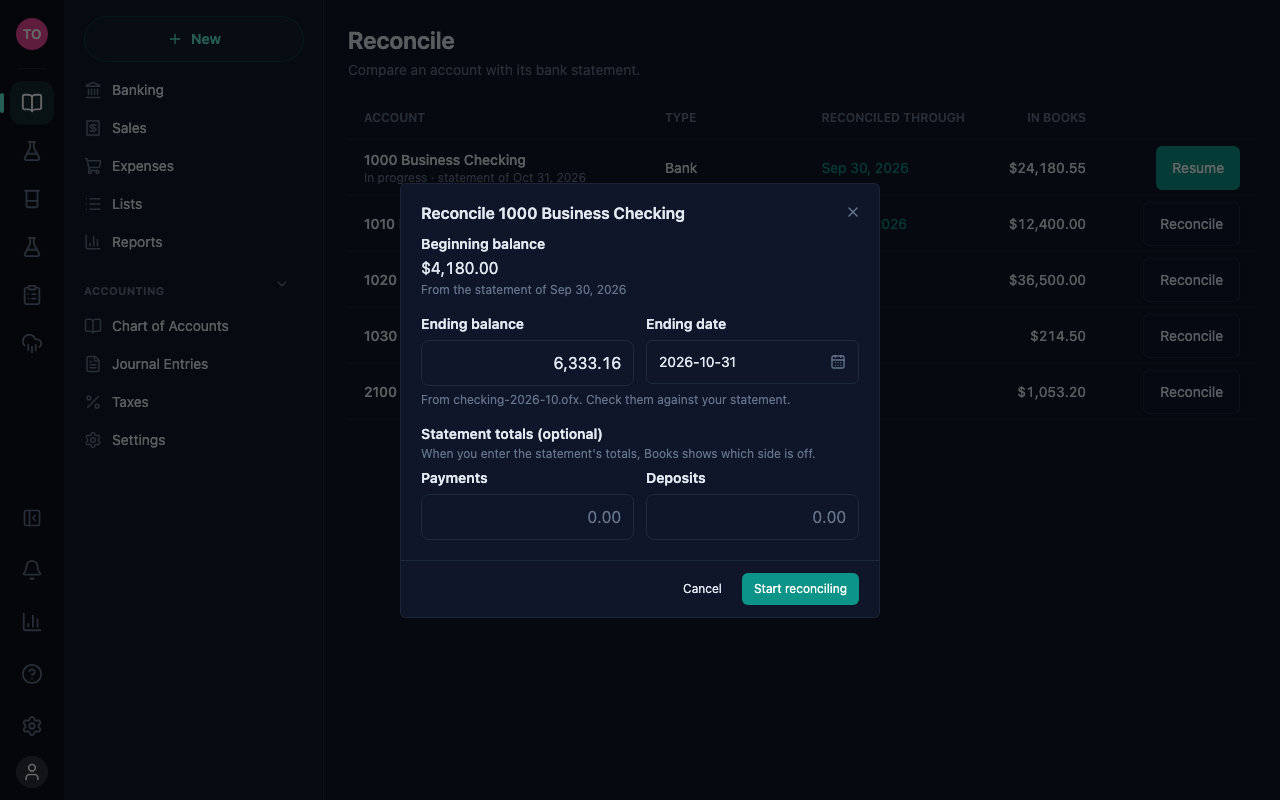 TO
+ New
Banking
Sales
Expenses
Lists
Reports
ACCOUNTING
Chart of Accounts
Journal Entries
Taxes
Settings
Reconcile
Compare an account with its bank statement.
ACCOUNT TYPE RECONCILED THROUGH IN BOOKS
1000 Business Checking Bank Sep 30, 2026 $24,180.55 Resume
In progress · statement of Oct 31, 2026
1010 026 $12,400.00 Reconcile
1020 $36,500.00 Reconcile
1030 $214.50 Reconcile
2100 $1,053.20 Reconcile
Reconcile 1000 Business Checking
Beginning balance
$4,180.00
From the statement of Sep 30, 2026
Ending balance Ending date
6,333.16 2026-10-31
From checking-2026-10.ofx. Check them against your statement.
Statement totals (optional)
When you enter the statement's totals, Books shows which side is off.
Payments Deposits
0.00 0.00
Cancel Start reconciling